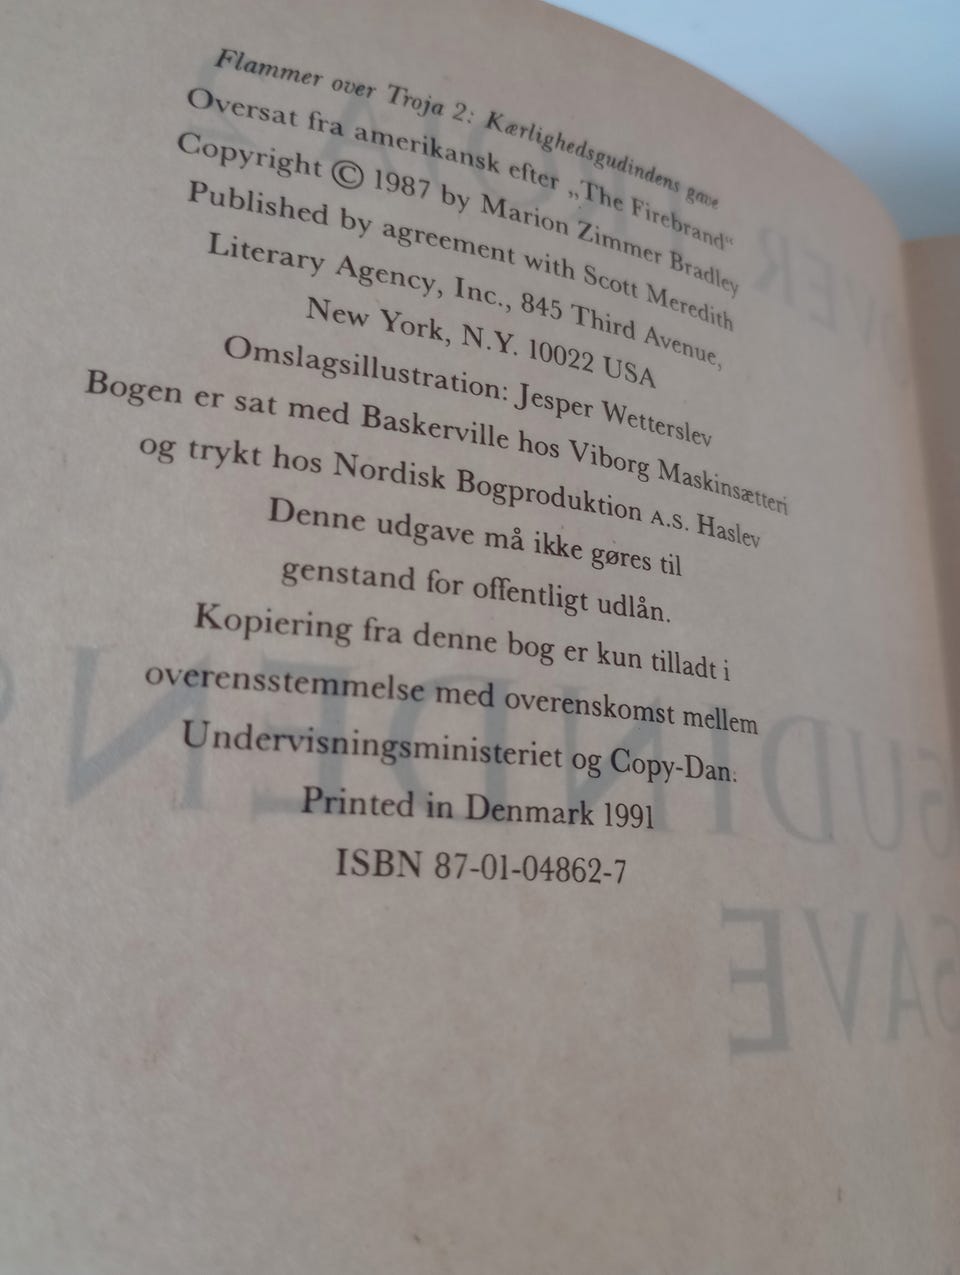 Flammer over Troja 2: Kærlighedsgudindens gave
Oversat fra amerikansk efter „The Firebrand“
Copyright © 1987 by Marion Zimmer Bradley
Published by agreement with Scott Meredith
Literary Agency, Inc., 845 Third Avenue,
New York, N.Y. 10022 USA
Omslagsillustration: Jesper Wetterslev
Bogen er sat med Baskerville hos Viborg Maskinsætteri
og trykt hos Nordisk Bogproduktion A.S. Haslev
Denne udgave må ikke gøres til
genstand for offentligt udlån.
Kopiering fra denne bog er kun tilladt i
overensstemmelse med overenskomst mellem
Undervisningsministeriet og Copy-Dan.
Printed in Denmark 1991
ISBN 87-01-04862-7